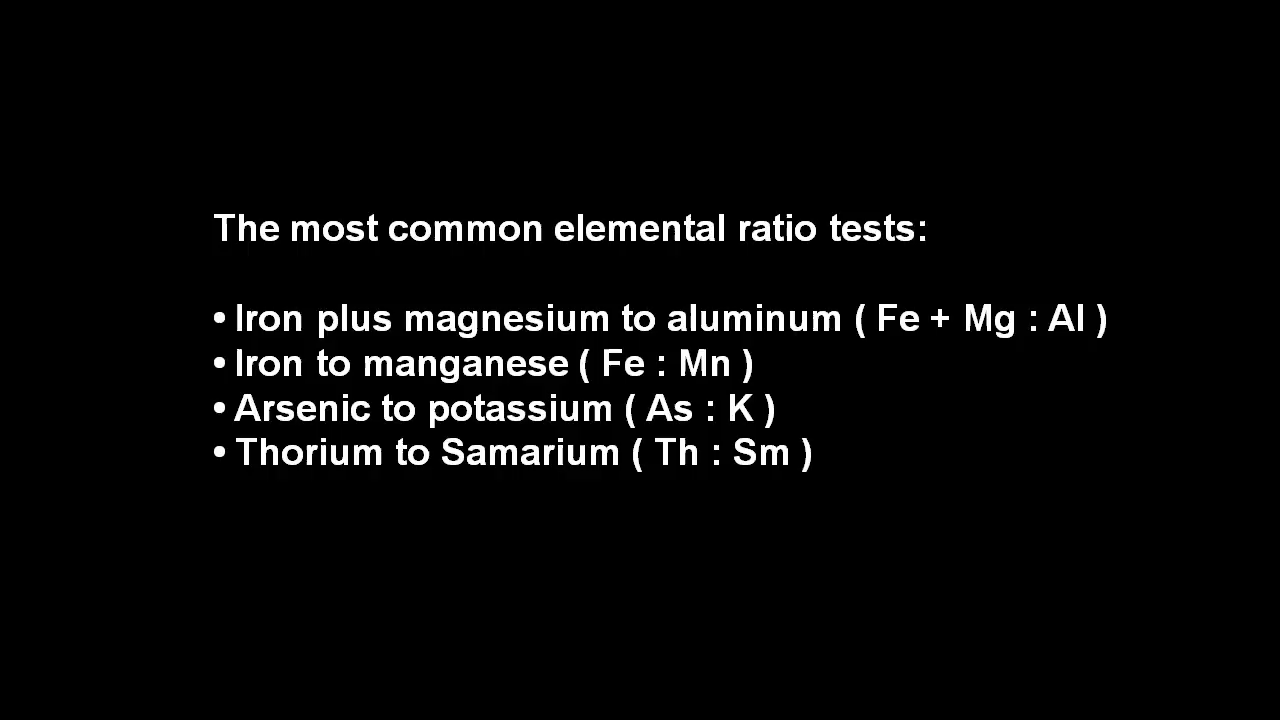 The most common elemental ratio tests:
• Iron plus magnesium to aluminum ( Fe + Mg : Al )
• Iron to manganese ( Fe : Mn )
• Arsenic to potassium ( As : K )
• Thorium to Samarium ( Th : Sm )